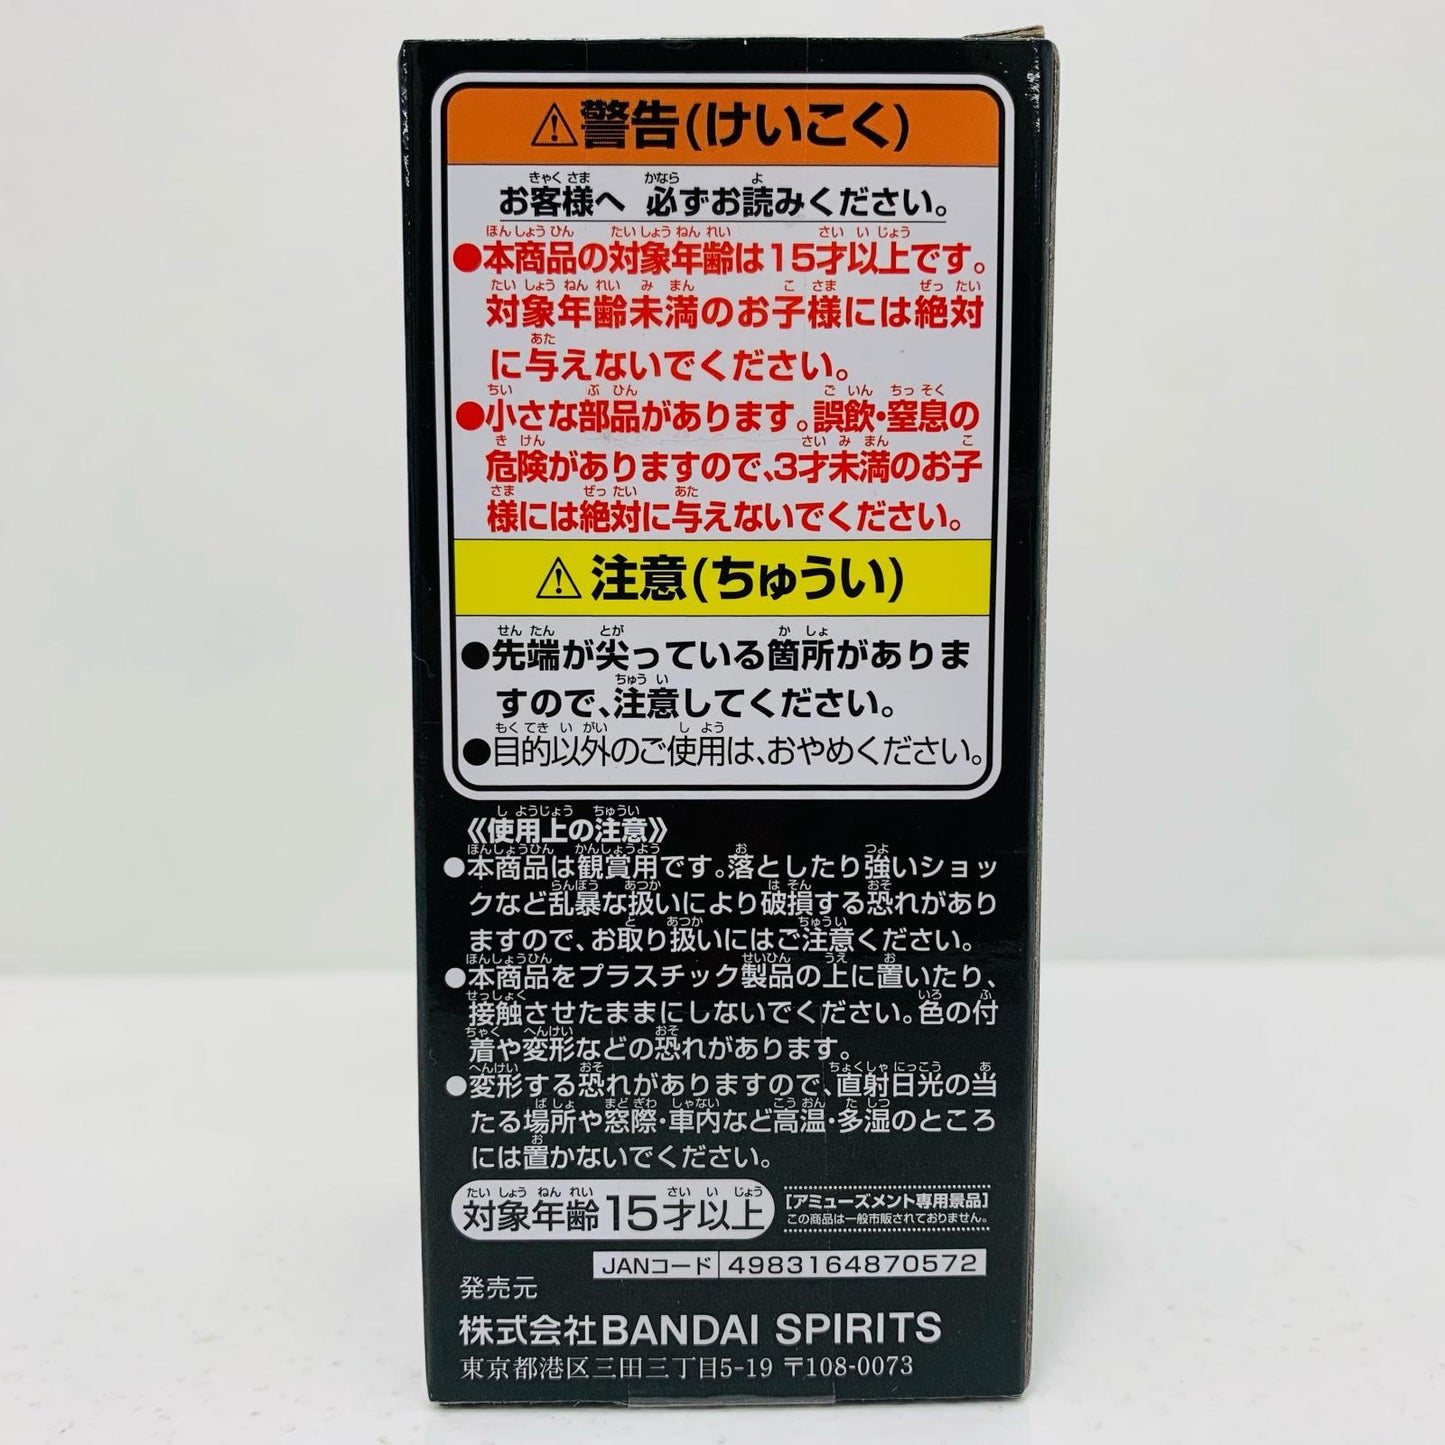 ⚠警告(けいこく)
お客様へ 必ずお読みください。
●本商品の対象年齢は15才以上です。
対象年齢未満のお子様には絶対
に与えないでください。
●小さな部品があります。誤飲・窒息の
危険がありますので、3才未満のお子
様には絶対に与えないでください。
⚠注意(ちゅうい)
●先端が尖っている箇所がありま
すので、注意してください。
●目的以外のご使用は、おやめください。
《使用上の注意》
●本商品は観賞用です。落としたり強いショッ
クなど乱暴な扱いにより破損する恐れがあり
ますので、お取り扱いにはご注意ください。
●本商品をプラスチック製品の上に置いたり、
接触させたままにしないでください。色の付
着や変形などの恐れがあります。
●変形する恐れがありますので、直射日光の当
たる場所や窓際・車内など高温・多湿のところ
には置かないでください。
対象年齢15才以上
[アミューズメント専用景品]
この商品は一般市販されておりません。
JANコード 4983164870572
発売元
株式会社BANDAI SPIRITS
東京都港区三田三丁目5-19 〒108-0073